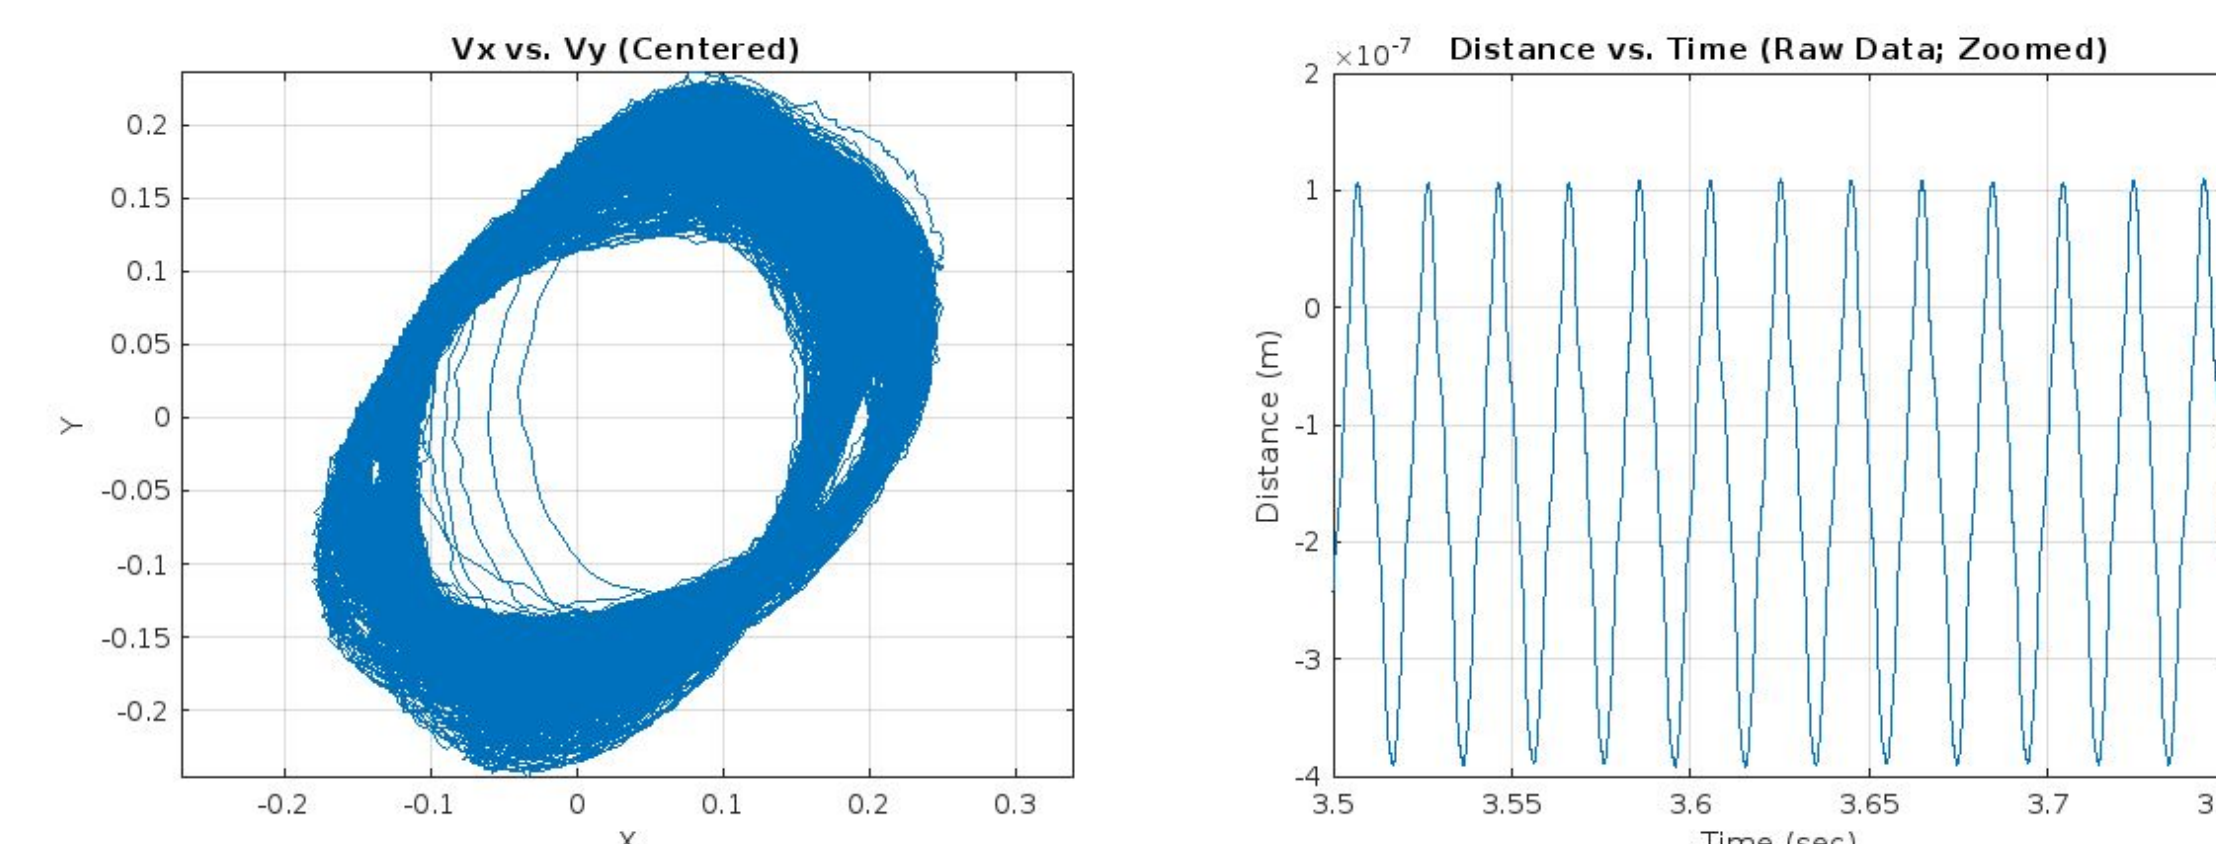 Vx vs. Vy (Centered)
0.2
0.15
0.1
0.05
0
-0.05
-0.1
-0.15
-0.2
Y
-0.2 -0.1 0 0.1 0.2 0.3
X
×10-7 Distance vs. Time (Raw Data; Zoomed)
2
1
0
-1
-2
-3
-4
Distance (m)
3.5 3.55 3.6 3.65 3.7
Time (sec)